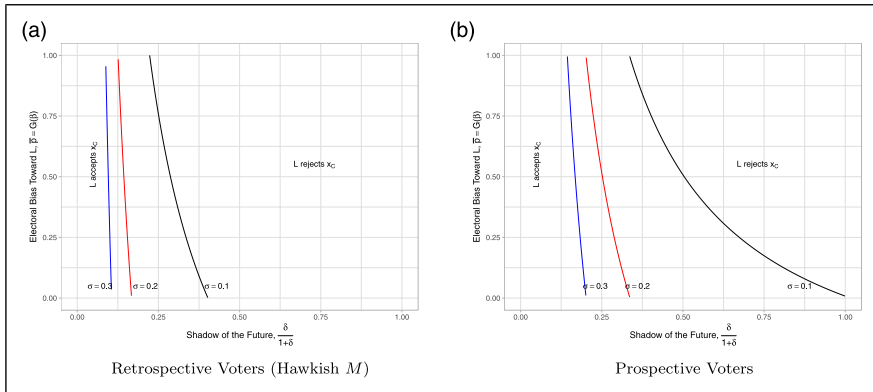 (a)
1.00
0.75
0.50
0.25
0.00
Electoral Bias Toward L, p̅ = G(β)
L accepts x_C
L rejects x_C
σ = 0.3
σ = 0.2
σ = 0.1
0.00 0.25 0.50 0.75 1.00
Shadow of the Future, δ/(1+δ)
Retrospective Voters (Hawkish M)
(b)
1.00
0.75
0.50
0.25
0.00
Electoral Bias Toward L, p̅ = G(β)
L accepts x_C
L rejects x_C
σ = 0.3
σ = 0.2
σ = 0.1
0.00 0.25 0.50 0.75 1.00
Shadow of the Future, δ/(1+δ)
Prospective Voters